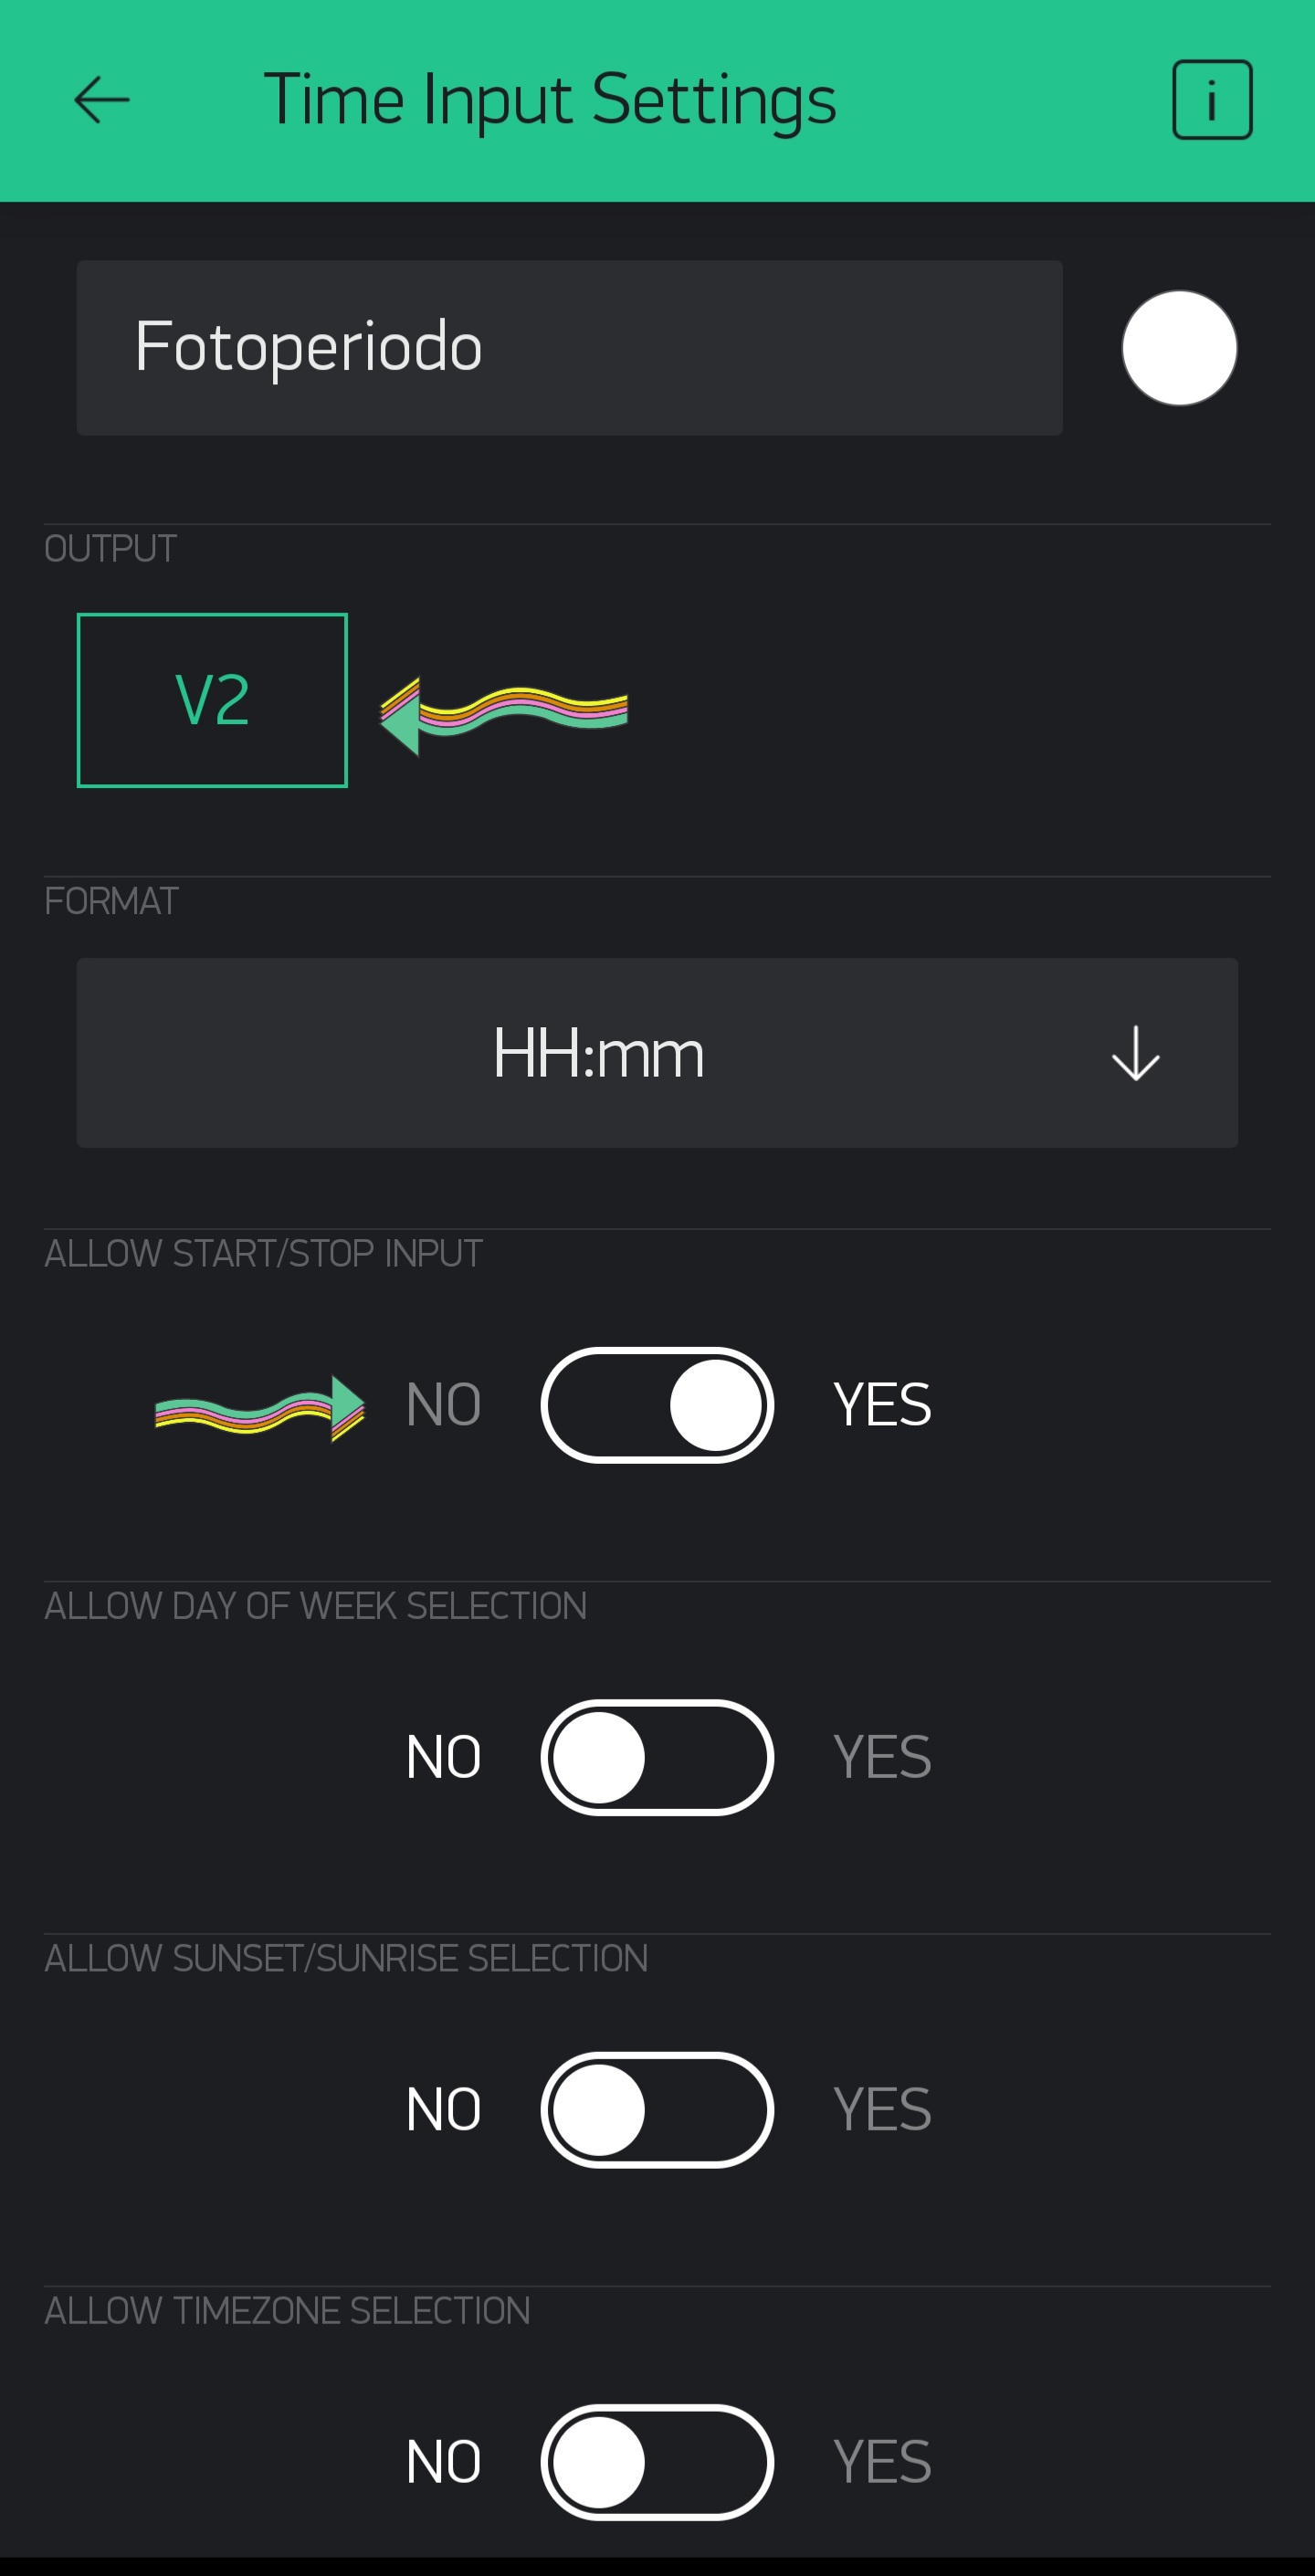 Time Input Settings
i
Fotoperiodo
OUTPUT
V2
FORMAT
HH:mm
ALLOW START/STOP INPUT
NO YES
ALLOW DAY OF WEEK SELECTION
NO YES
ALLOW SUNSET/SUNRISE SELECTION
NO YES
ALLOW TIMEZONE SELECTION
NO YES